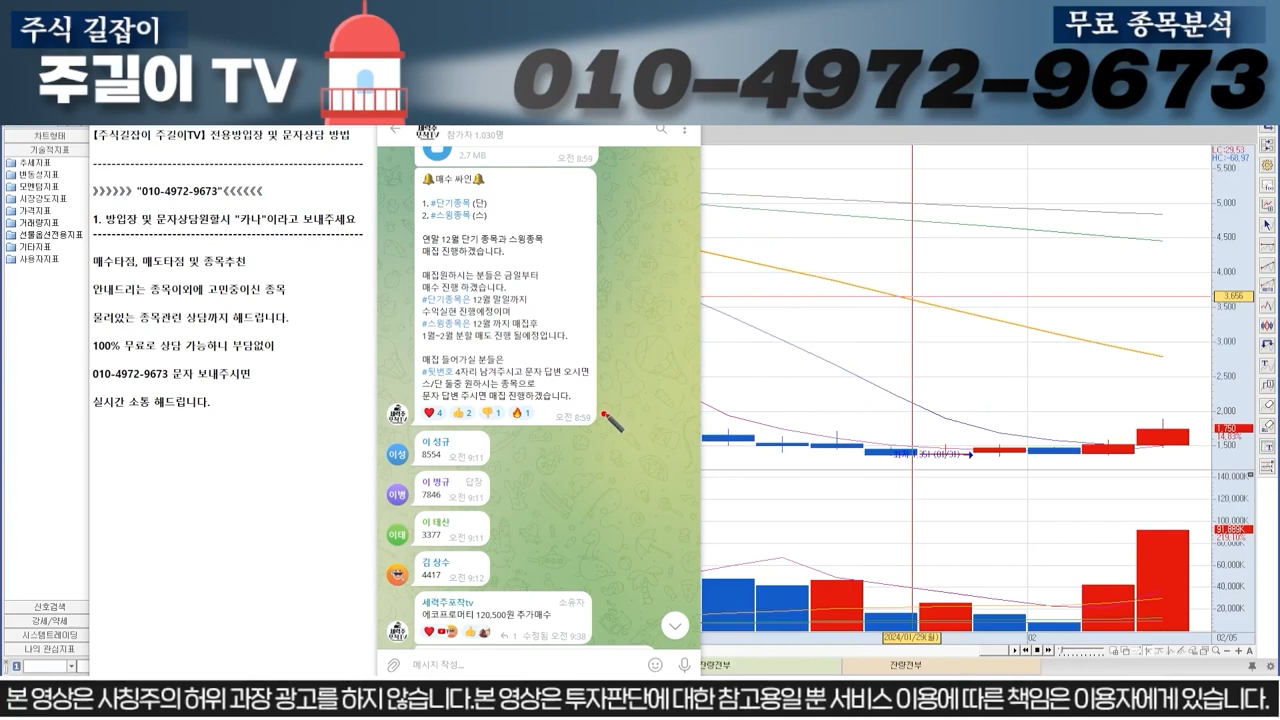 주식 길잡이
주길이 TV
무료 종목분석
010-4972-9673
차트형태
기술적지표
추세지표
변동성지표
모멘텀지표
시장강도지표
가격지표
거래량지표
선물옵션전용지표
기타지표
사용자지표
신호검색
강세/약세
시스템트레이딩
나의 관심지표
[주식길잡이 주길이TV] 전용방입장 및 문자상담 방법
》》》》》》 "010-4972-9673"《《《《《《
1. 방입장 및 문자상담원할시 "카나"이라고 보내주세요
매수타점, 매도타점 및 종목추천
안내드리는 종목이외에 고민중이신 종목
물리있는 종목관련 상담까지 해드립니다.
100% 무료로 상담 가능하니 부담없이
010-4972-9673 문자 보내주시면
실시간 소통 해드립니다.
참가자 1,030명
2.7 MB
오전 8:59
🔔매수 싸인🔔
1. #단기종목 (단)
2. #스윙종목 (스)
연말 12월 단기 종목과 스윙종목
매집 진행하겠습니다.
매집원하시는 분들은 금일부터
매수 진행 하겠습니다.
#단기종목은 12월 말일까지
수익실현 진행예정이며
#스윙종목은 12월 까지 매집후
1월~2월 분할 매도 진행 될예정입니다.
매집 들어가실 분들은
#뒷번호 4자리 남겨주시고 문자 답변 오시면
스/단 둘중 원하시는 종목으로
문자 답변 주시면 매집 진행하겠습니다.
❤4 👍2 👎1 🔥1
오전 8:59
이성
이 성규
8554 오전 9:11
이병
이 병규 답장
7846 오전 9:11
이태
이 태산
3377 오전 9:11
김 상수
4417 오전 9:12
세력주포착tv 소유자
에코프로머티 120,500원 추가매수
1 수정됨 오전 9:38
메시지 작성...
LC:29.53
HC:-68.97
5,500
5,000
4,500
4,000
3,656
3,500
3,000
2,500
2,000
1,750
14.83%
1,500
1,351 (01/31)
140,000K
120,000K
100,000K
91,889K
219.10%
80,000K
60,000K
40,000K
20,000K
2024/01/29(월)
02
02/05
잔량전부
잔량전부
본 영상은 사칭주의 허위 과장 광고를 하지 않습니다.본 영상은 투자판단에 대한 참고용일 뿐 서비스 이용에 따른 책임은 이용자에게 있습니다.